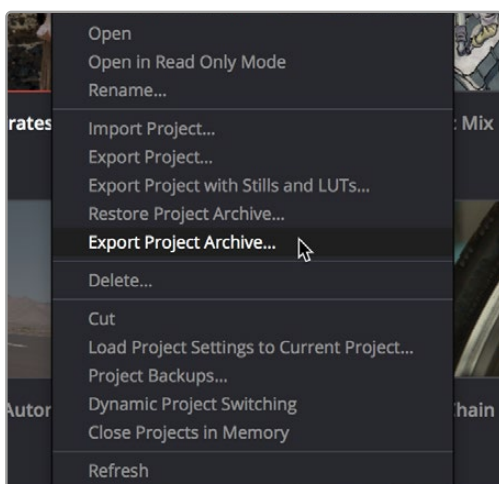 Open
Open in Read Only Mode
Rename...
rates
Import Project...
: Mix
Export Project...
Export Project with Stills and LUTs...
Restore Project Archive...
Export Project Archive...
Delete...
Cut
Load Project Settings to Current Project...
Project Backups...
Autor
Dynamic Project Switching
hain
Close Projects in Memory
Refresh